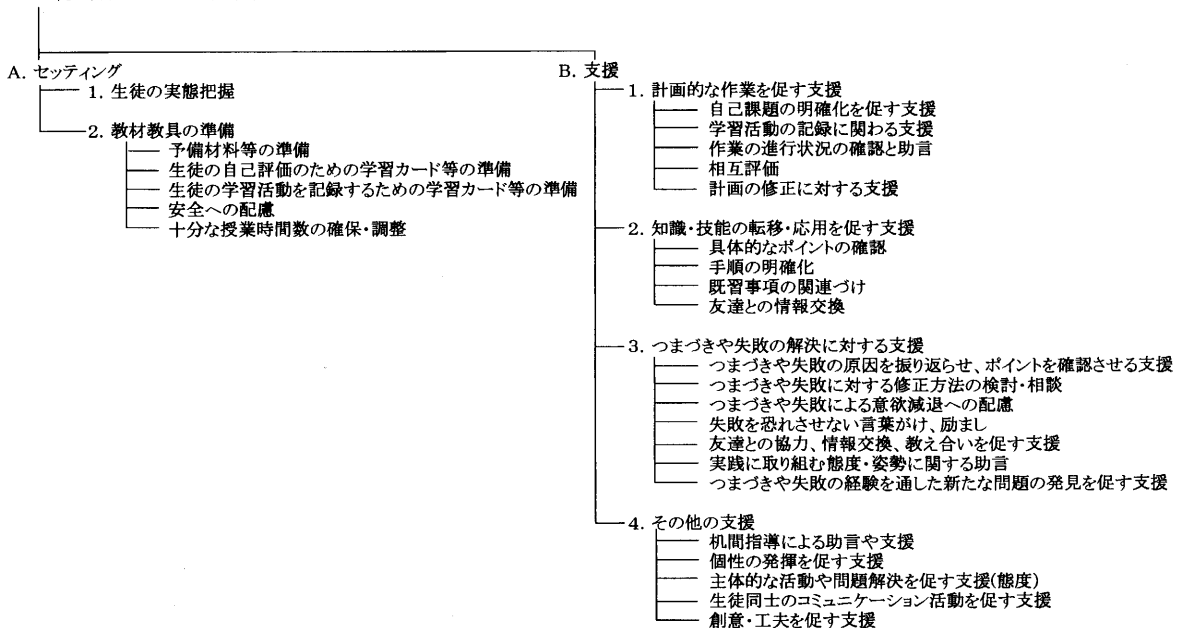 A. セッティング
1. 生徒の実態把握
2. 教材教具の準備
予備材料等の準備
生徒の自己評価のための学習カード等の準備
生徒の学習活動を記録するための学習カード等の準備
安全への配慮
十分な授業時間数の確保・調整
B. 支援
1. 計画的な作業を促す支援
自己課題の明確化を促す支援
学習活動の記録に関わる支援
作業の進行状況の確認と助言
相互評価
計画の修正に対する支援
2. 知識・技能の転移・応用を促す支援
具体的なポイントの確認
手順の明確化
既習事項の関連づけ
友達との情報交換
3. つまづきや失敗の解決に対する支援
つまづきや失敗の原因を振り返らせ、ポイントを確認させる支援
つまづきや失敗に対する修正方法の検討・相談
つまづきや失敗による意欲減退への配慮
失敗を恐れさせない言葉がけ、励まし
友達との協力、情報交換、教え合いを促す支援
実践に取り組む態度・姿勢に関する助言
つまづきや失敗の経験を通した新たな問題の発見を促す支援
4. その他の支援
机間指導による助言や支援
個性の発揮を促す支援
主体的な活動や問題解決を促す支援(態度)
生徒同士のコミュニケーション活動を促す支援
創意・工夫を促す支援